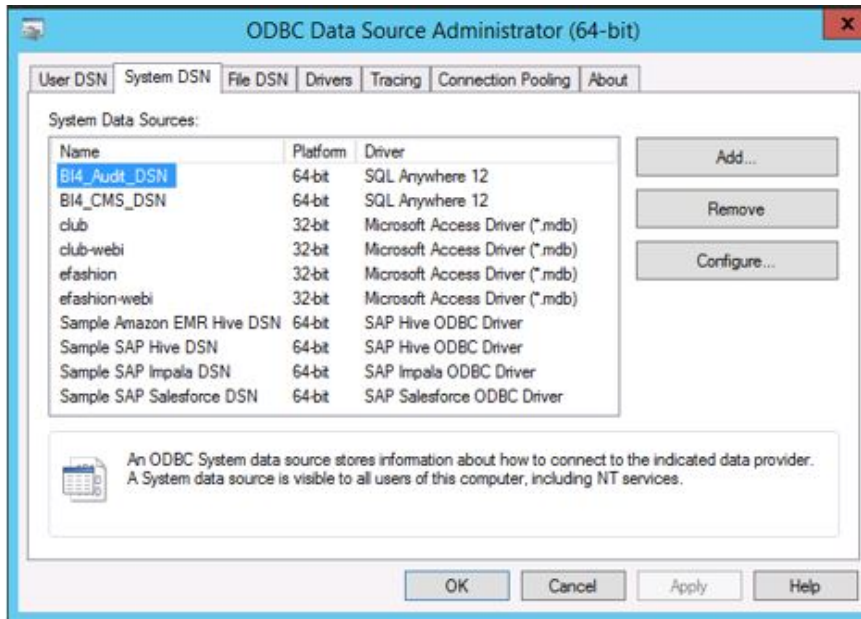 ODBC Data Source Administrator (64-bit)
x
User DSN System DSN File DSN Drivers Tracing Connection Pooling About
System Data Sources:
Name Platform Driver
BI4_Audit_DSN 64-bit SQL Anywhere 12
BI4_CMS_DSN 64-bit SQL Anywhere 12
club 32-bit Microsoft Access Driver (*.mdb)
club-webi 32-bit Microsoft Access Driver (*.mdb)
efashion 32-bit Microsoft Access Driver (*.mdb)
efashion-webi 32-bit Microsoft Access Driver (*.mdb)
Sample Amazon EMR Hive DSN 64-bit SAP Hive ODBC Driver
Sample SAP Hive DSN 64-bit SAP Hive ODBC Driver
Sample SAP Impala DSN 64-bit SAP Impala ODBC Driver
Sample SAP Salesforce DSN 64-bit SAP Salesforce ODBC Driver
Add...
Remove
Configure...
An ODBC System data source stores information about how to connect to the indicated data provider.
A System data source is visible to all users of this computer, including NT services.
OK Cancel Apply Help